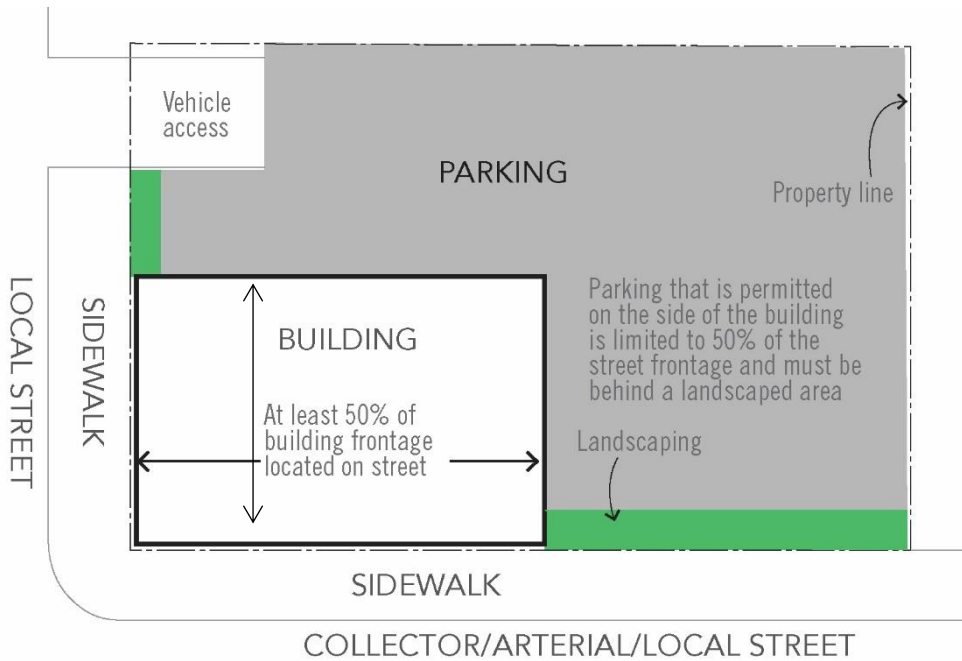 Vehicle
access
PARKING
Property line
LOCAL STREET
SIDEWALK
BUILDING
At least 50% of
building frontage
located on street
Parking that is permitted
on the side of the building
is limited to 50% of the
street frontage and must be
behind a landscaped area
Landscaping
SIDEWALK
COLLECTOR/ARTERIAL/LOCAL STREET